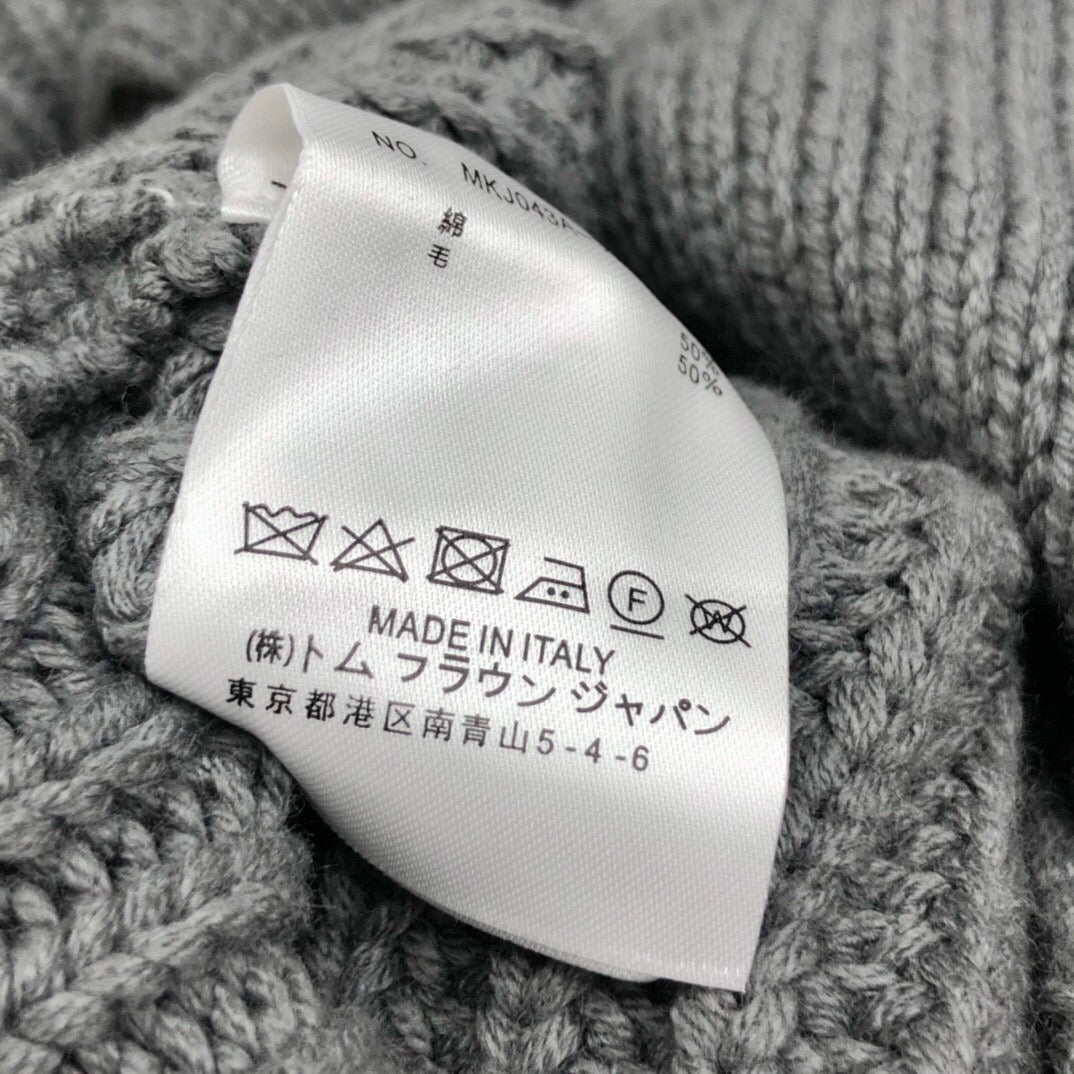 NO. MKJ043A
綿 50%
毛 50%
F
W
MADE IN ITALY
(株)トム ブラウン ジャパン
東京都港区南青山5-4-6